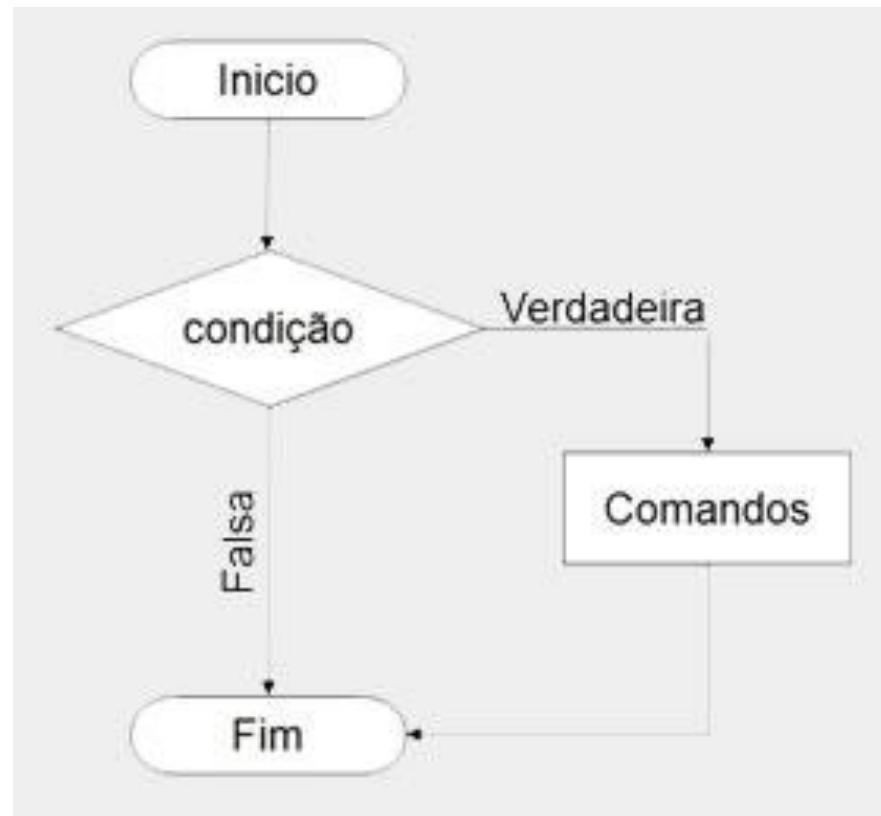 Inicio
condição
Verdadeira
Comandos
Falsa
Fim